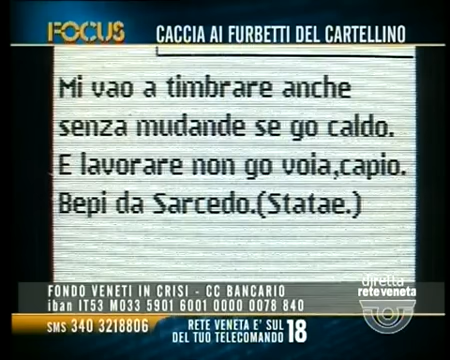 FOCUS
CACCIA AI FURBETTI DEL CARTELLINO
Mi vao a timbrare anche
senza mudande se go caldo.
E lavorare non go voia,capio.
Bepi da Sarcedo.(Statae.)
FONDO VENETI IN CRISI - CC BANCARIO
iban IT53 M033 5901 6001 0000 0078 840
diretta
reteveneta
SMS 340 3218806
RETE VENETA E' SUL
DEL TUO TELECOMANDO 18